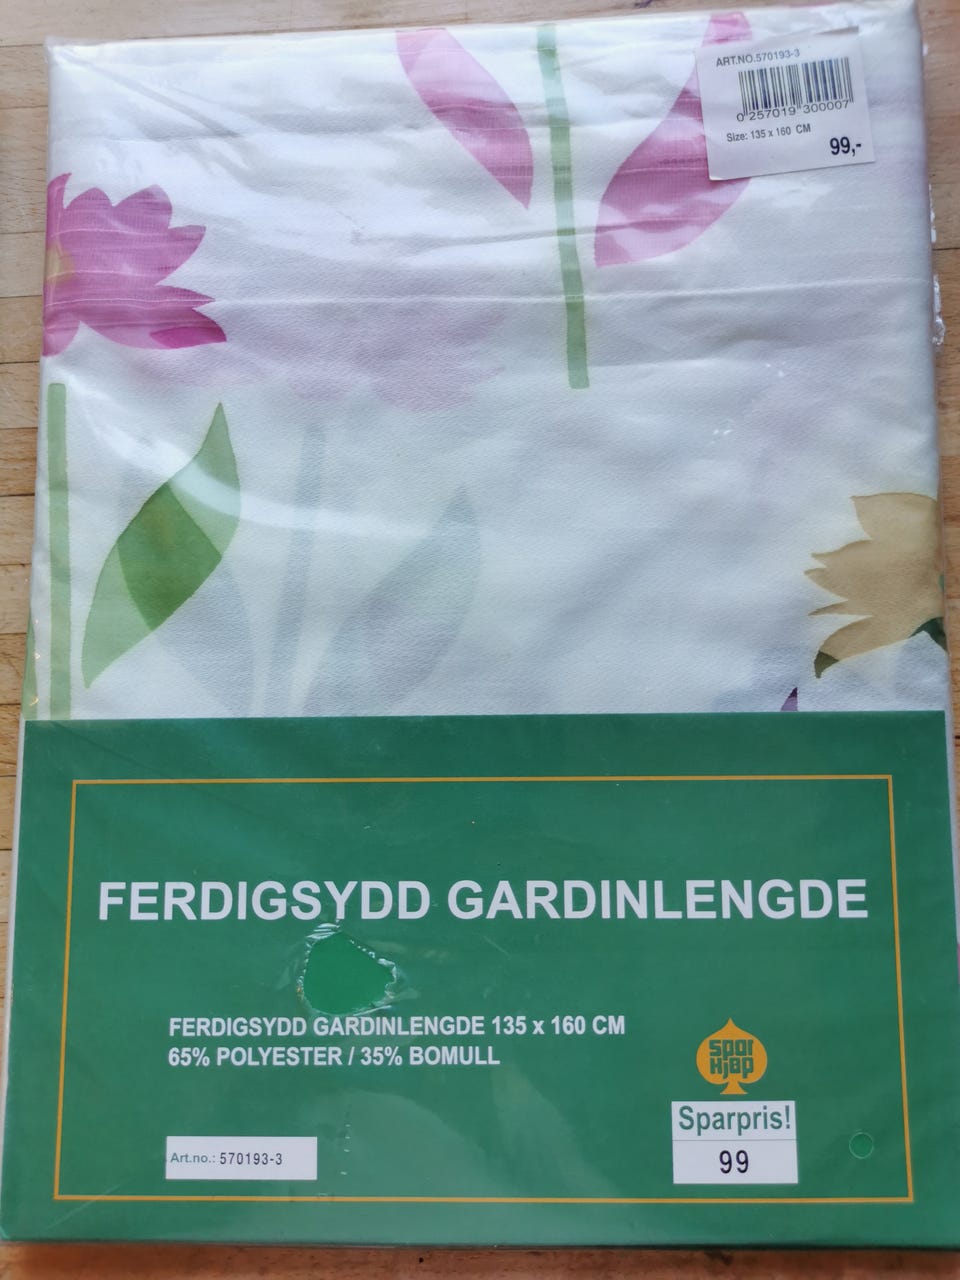 ART.NO.570193-3
0 257019 300007
Size: 135 x 160 CM
99,-
FERDIGSYDD GARDINLENGDE
FERDIGSYDD GARDINLENGDE 135 x 160 CM
65% POLYESTER / 35% BOMULL
spar
Hjøp
Sparpris!
99
Art.no.: 570193-3